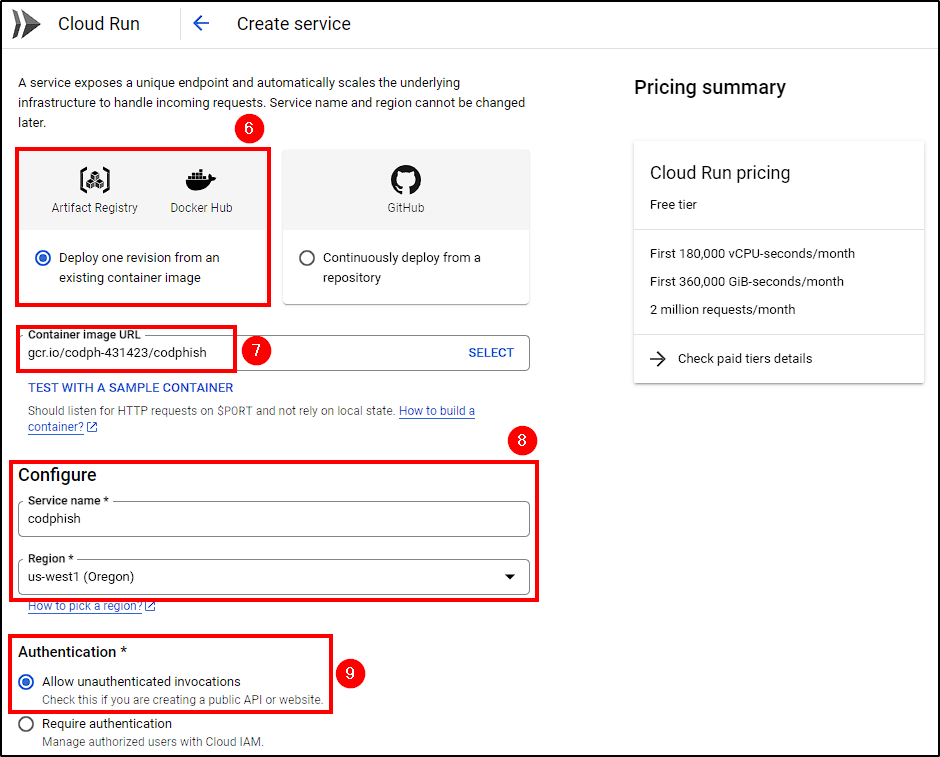 Cloud Run
Create service
A service exposes a unique endpoint and automatically scales the underlying
infrastructure to handle incoming requests. Service name and region cannot be changed
later.
6
Artifact Registry
Docker Hub
Deploy one revision from an
existing container image
GitHub
Continuously deploy from a
repository
Container image URL
gcr.io/codph-431423/codphish
SELECT
7
TEST WITH A SAMPLE CONTAINER
Should listen for HTTP requests on $PORT and not rely on local state. How to build a
container?
8
Configure
Service name *
codphish
Region *
us-west1 (Oregon)
How to pick a region?
Authentication *
9
Allow unauthenticated invocations
Check this if you are creating a public API or website.
Require authentication
Manage authorized users with Cloud IAM.
Pricing summary
Cloud Run pricing
Free tier
First 180,000 vCPU-seconds/month
First 360,000 GiB-seconds/month
2 million requests/month
Check paid tiers details